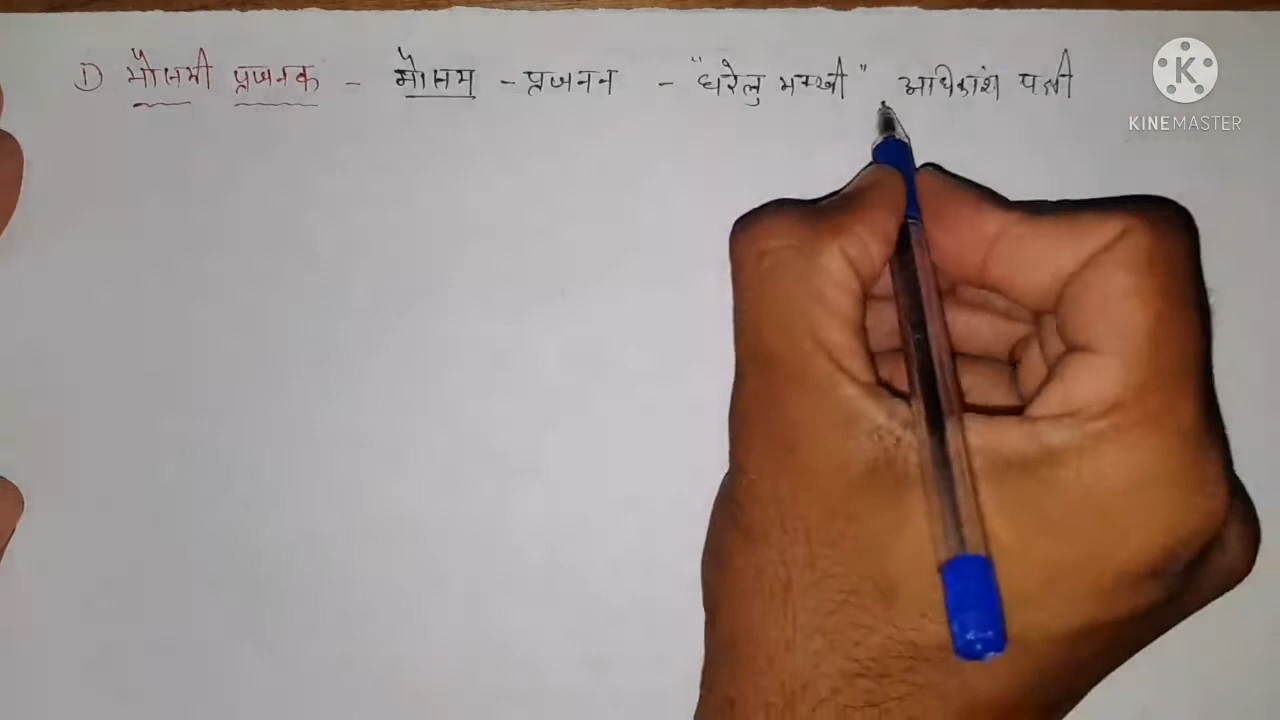 1) मौसमी प्रजनक - मौसम - प्रजनन - "घरेलु मक्खी" अधिकांश पक्षी
K
KINEMASTER